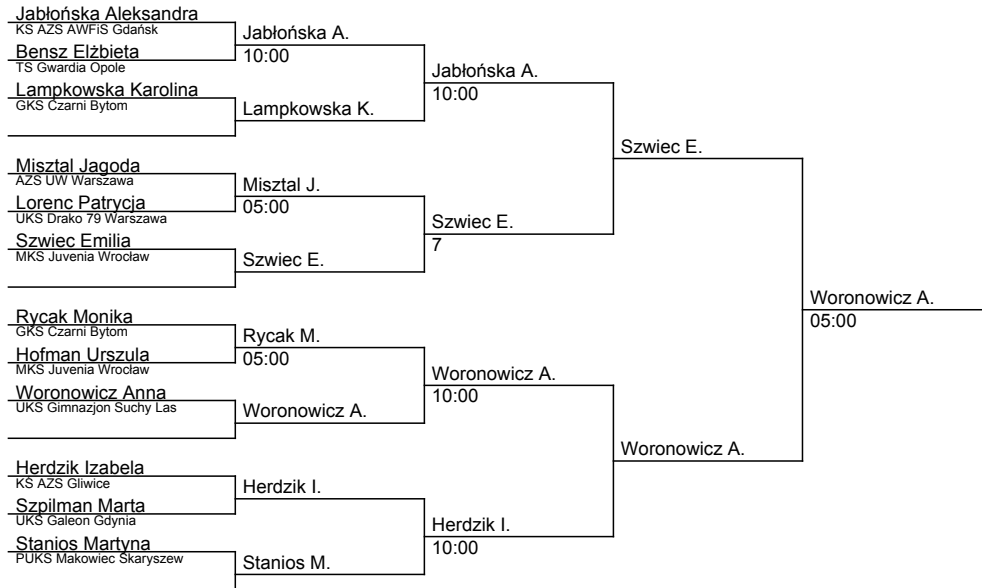 Jabłońska Aleksandra
KS AZS AWFiS Gdańsk
Jabłońska A.
Bensz Elżbieta
10:00
TS Gwardia Opole
Jabłońska A.
Lampkowska Karolina
10:00
GKS Czarni Bytom
Lampkowska K.
Szwiec E.
Misztal Jagoda
AZS UW Warszawa
Misztal J.
Lorenc Patrycja
05:00
UKS Drako 79 Warszawa
Szwiec E.
Szwiec Emilia
7
MKS Juvenia Wrocław
Szwiec E.
Woronowicz A.
05:00
Rycak Monika
GKS Czarni Bytom
Rycak M.
Hofman Urszula
05:00
MKS Juvenia Wrocław
Woronowicz A.
Woronowicz Anna
10:00
UKS Gimnazjon Suchy Las
Woronowicz A.
Woronowicz A.
Herdzik Izabela
KS AZS Gliwice
Herdzik I.
Szpilman Marta
UKS Galeon Gdynia
Herdzik I.
Stanios Martyna
10:00
PUKS Makowiec Skaryszew
Stanios M.